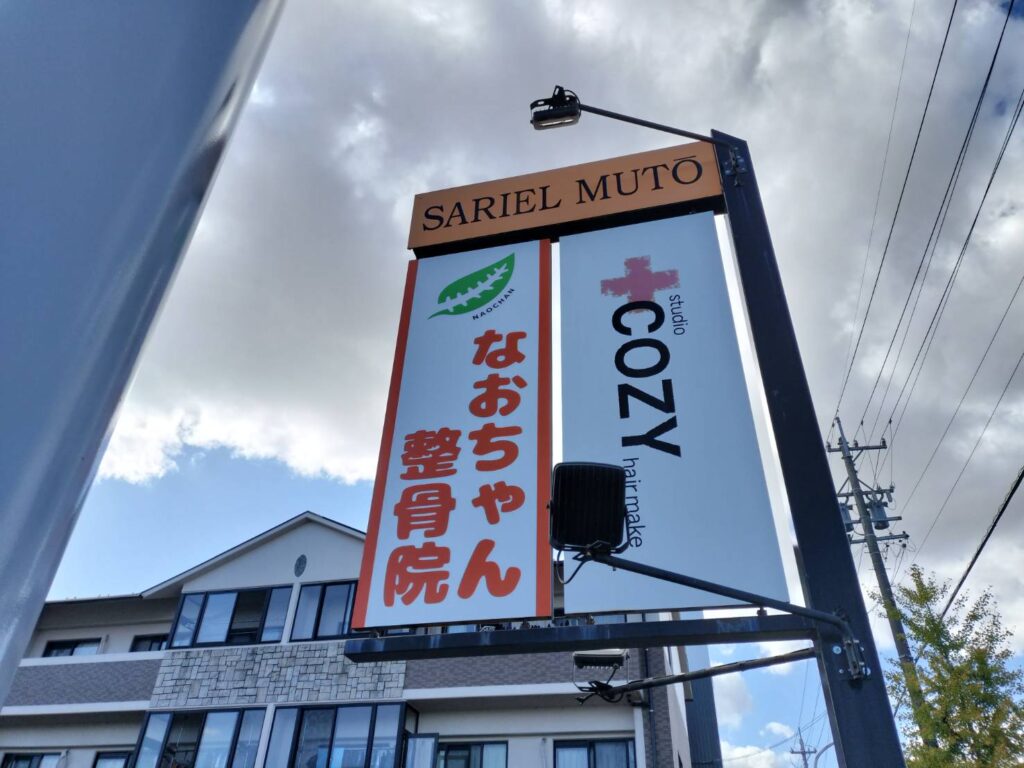 SARIEL MUTŌ
NAOCHAN
なおちゃん
整骨院
studio
COZY
hair make